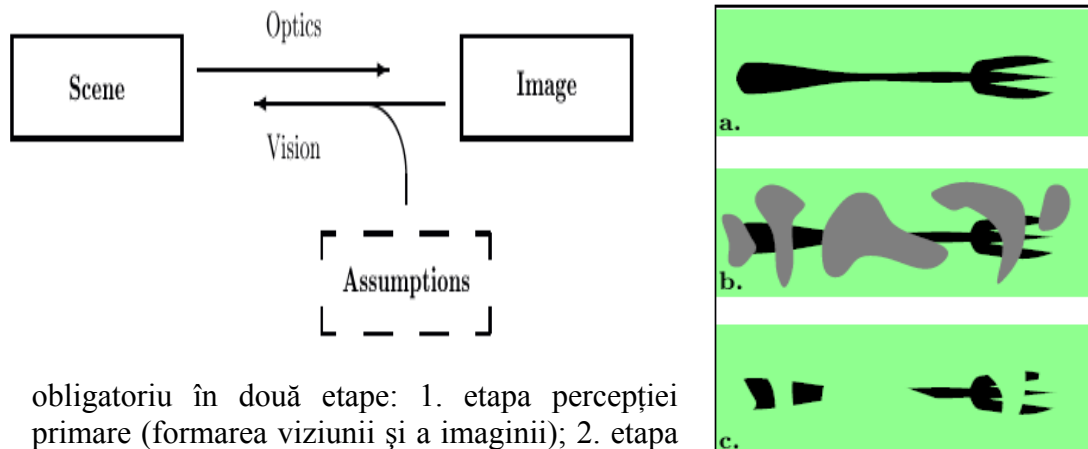 Optics
Scene
Image
Vision
Assumptions
a.
b.
c.
obligatoriu în două etape: 1. etapa percepției
primare (formarea viziunii și a imaginii); 2. etapa